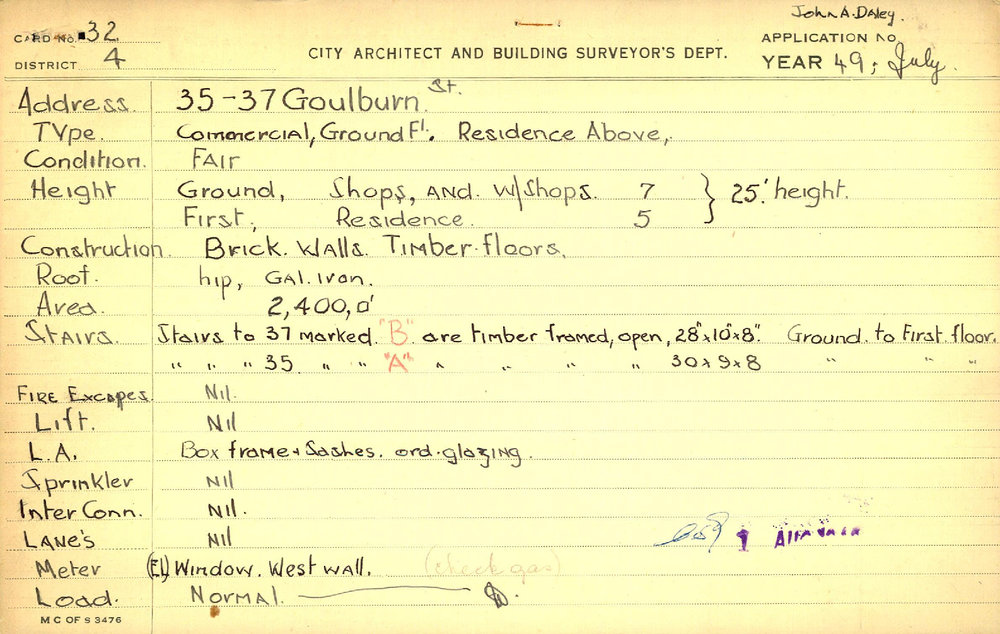 John A. Daley.
CARD No. 32
DISTRICT 4
CITY ARCHITECT AND BUILDING SURVEYOR'S DEPT.
APPLICATION No
YEAR 49; July.
Address. 35-37 Goulburn St.
Type. Commercial, Ground Fl. Residence Above,
Condition. FAIR
Height Ground, Shops, AND. W/Shops. 7 } 25' height.
First, Residence. 5
Construction. Brick. Walls. Timber floors.
Roof. hip, GAL. Iron.
Area. 2,400,□'
Stairs. Stairs to 37 marked. "B" are timber framed, open, 28"x10"x8". Ground. to First floor.
" " " 35 " " "A" " " " " 30x9x8 " " "
FIRE Excapes. Nil.
Lift. Nil
L.A. Box frame + Sashes. ord. glazing.
Sprinkler Nil
Inter Conn. Nil.
LANE's Nil
Meter (EL) Window. West wall. (check gas)
Load. Normal.
M C OF S 3476